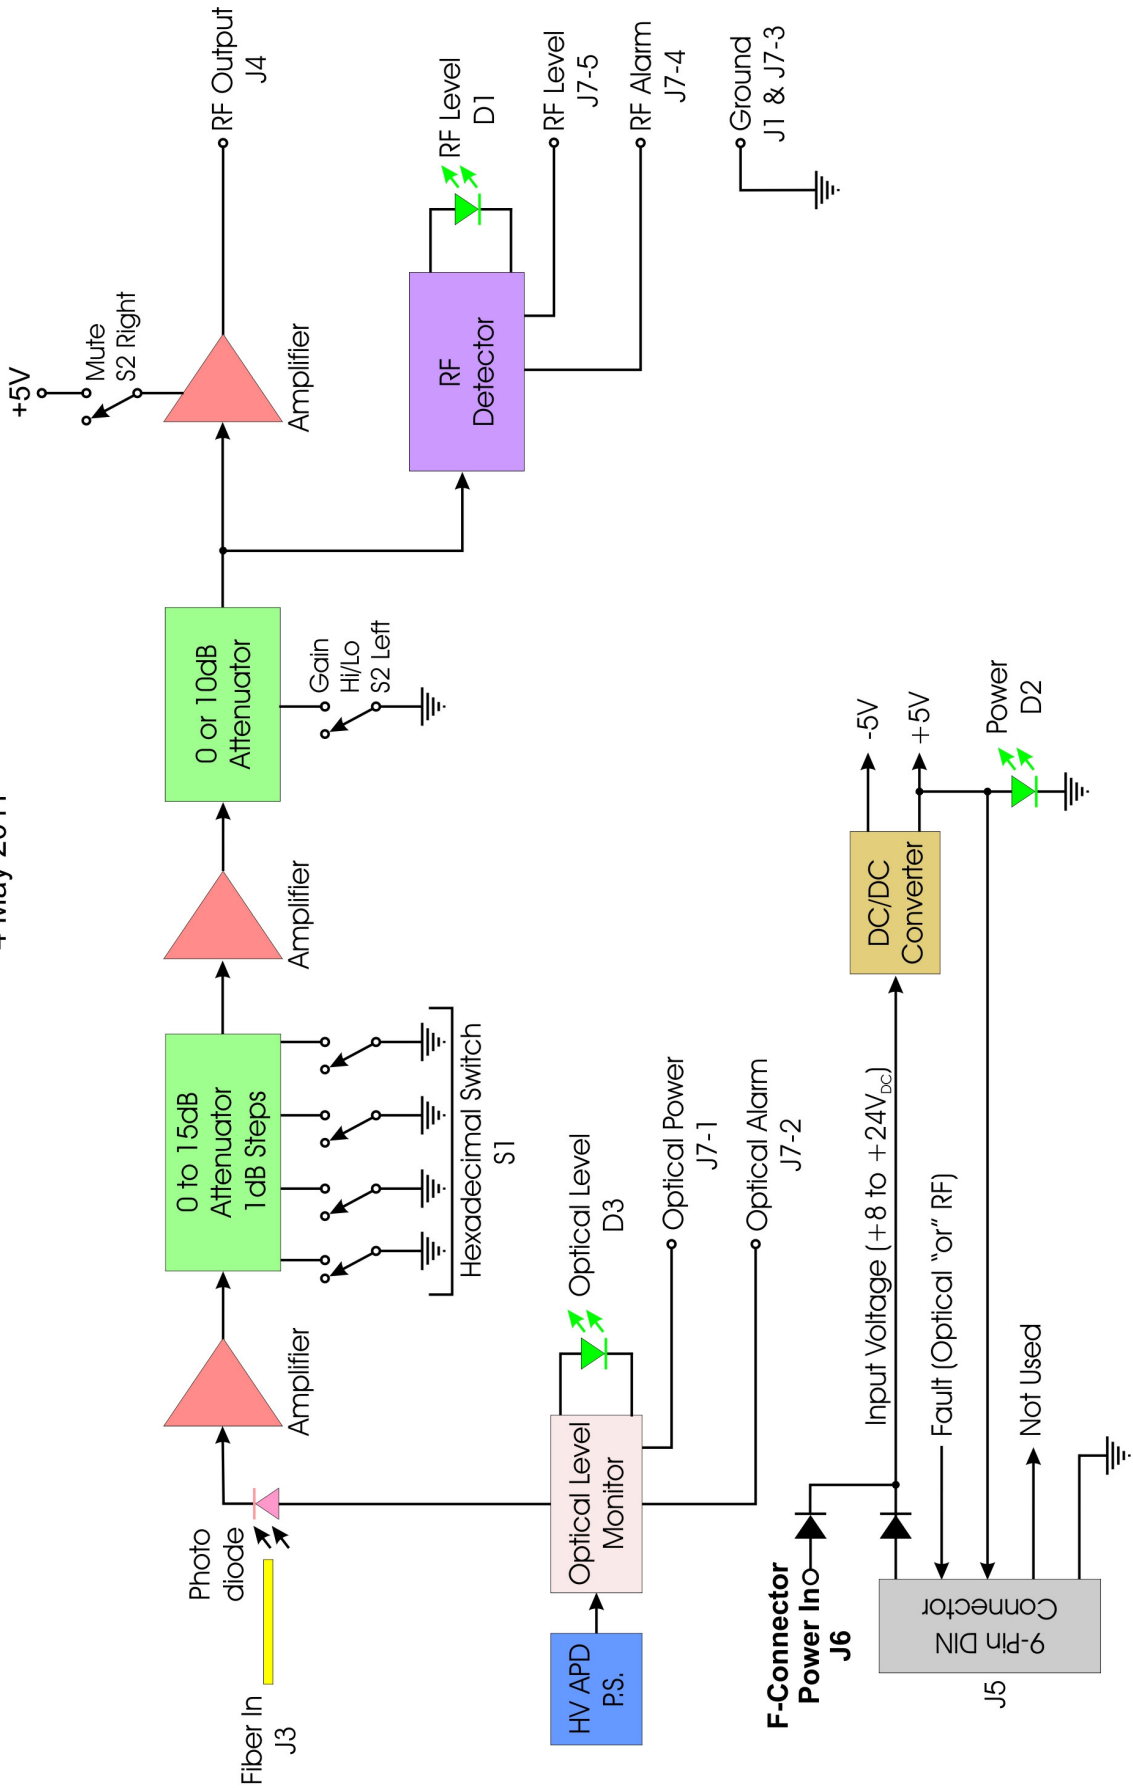 +5V
Mute
S2 Right
RF Output
J4
Amplifier
Fiber In
J3
Photo
diode
Amplifier
0 to 15dB
Attenuator
1dB Steps
Hexadecimal Switch
S1
Amplifier
0 or 10dB
Attenuator
Gain
Hi/Lo
S2 Left
RF
Detector
RF Level
D1
RF Level
J7-5
RF Alarm
J7-4
Ground
J1 & J7-3
HV APD
P.S.
Optical Level
Monitor
Optical Level
D3
Optical Power
J7-1
Optical Alarm
J7-2
F-Connector
Power In
J6
Input Voltage (+8 to +24VDC)
DC/DC
Converter
-5V
+5V
Power
D2
Fault (Optical "or" RF)
Not Used
9-Pin DIN
Connector
J5